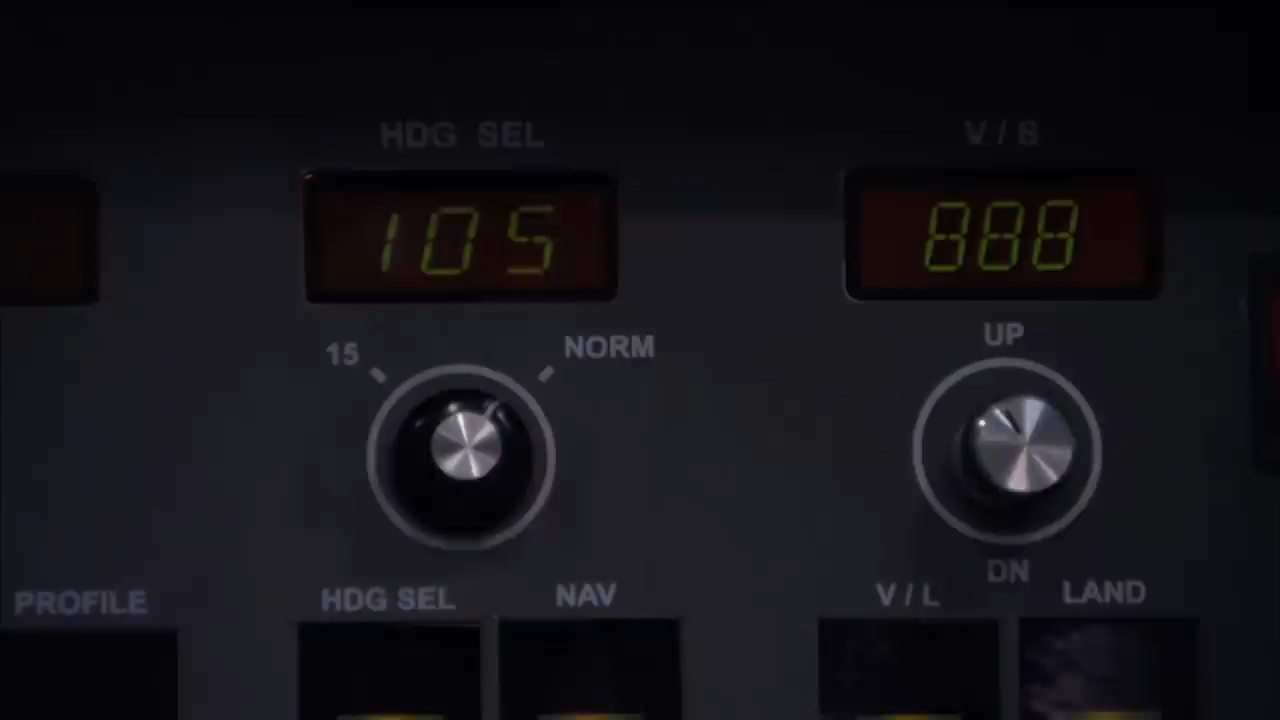 HDG SEL
V / S
105
888
15
NORM
UP
DN
PROFILE
HDG SEL
NAV
V / L
LAND